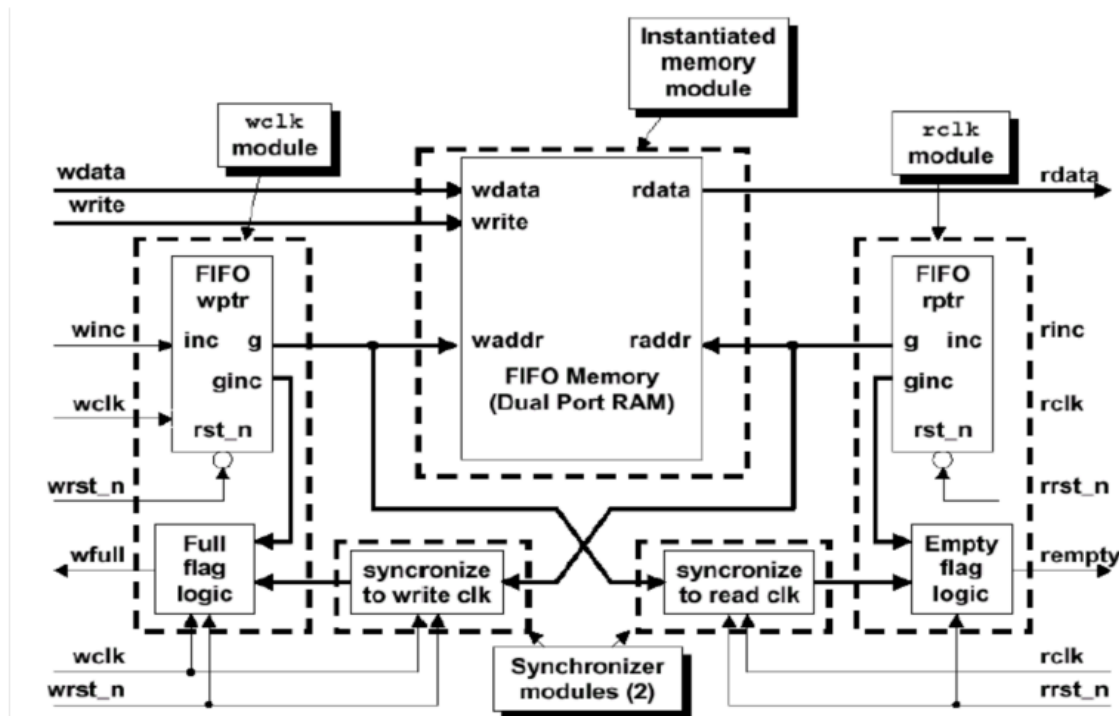 Instantiated
memory
module
wclk
module
rclk
module
wdata
write
wdata
write
rdata
rdata
FIFO
wptr
inc
g
ginc
rst_n
winc
wclk
wrst_n
waddr
raddr
FIFO Memory
(Dual Port RAM)
FIFO
rptr
g
inc
ginc
rst_n
rinc
rclk
rrst_n
wfull
Full
flag
logic
syncronize
to write clk
syncronize
to read clk
Empty
flag
logic
rempty
wclk
wrst_n
Synchronizer
modules (2)
rclk
rrst_n